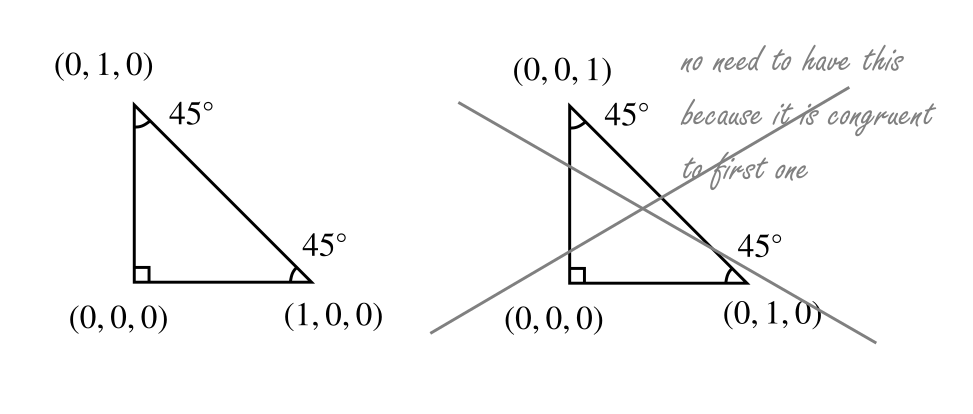 (0, 1, 0)
45°
45°
(0, 0, 0)
(1, 0, 0)
(0, 0, 1)
45°
45°
(0, 0, 0)
(0, 1, 0)
no need to have this
because it is congruent
to first one